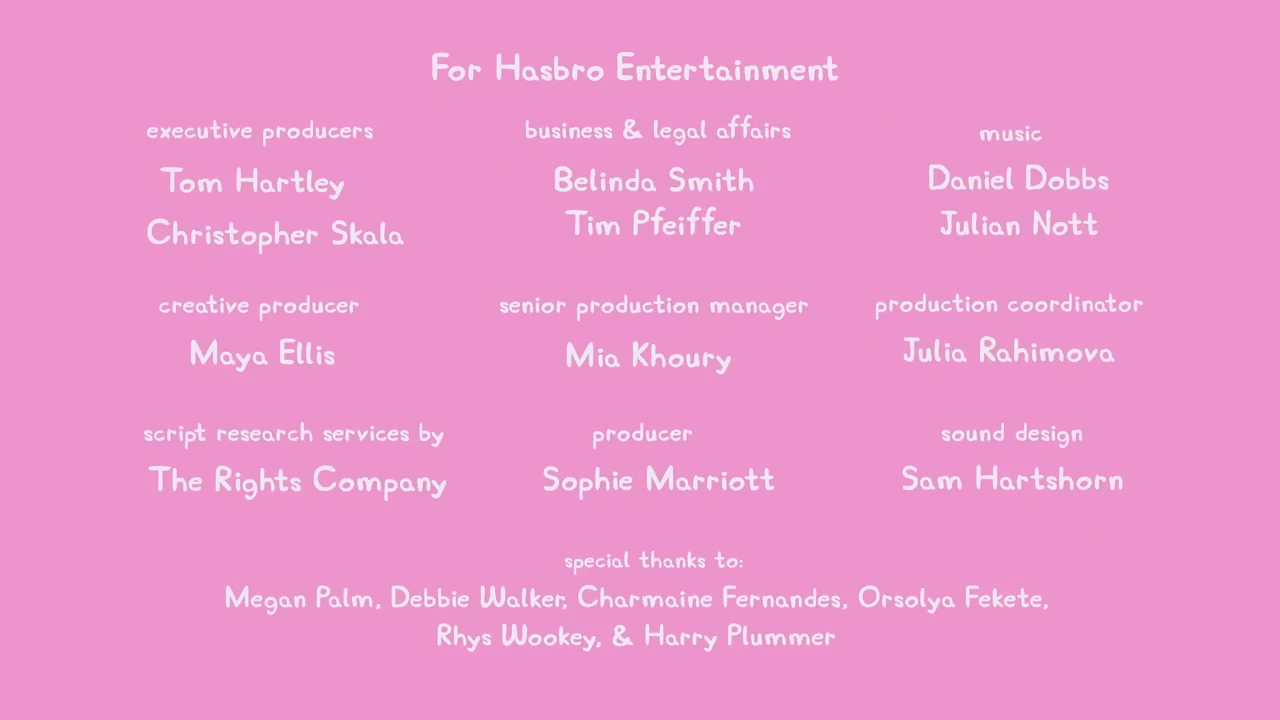 For Hasbro Entertainment
executive producers
Tom Hartley
Christopher Skala
business & legal affairs
Belinda Smith
Tim Pfeiffer
music
Daniel Dobbs
Julian Nott
creative producer
Maya Ellis
senior production manager
Mia Khoury
production coordinator
Julia Rahimova
script research services by
The Rights Company
producer
Sophie Marriott
sound design
Sam Hartshorn
special thanks to:
Megan Palm, Debbie Walker, Charmaine Fernandes, Orsolya Fekete,
Rhys Wookey, & Harry Plummer